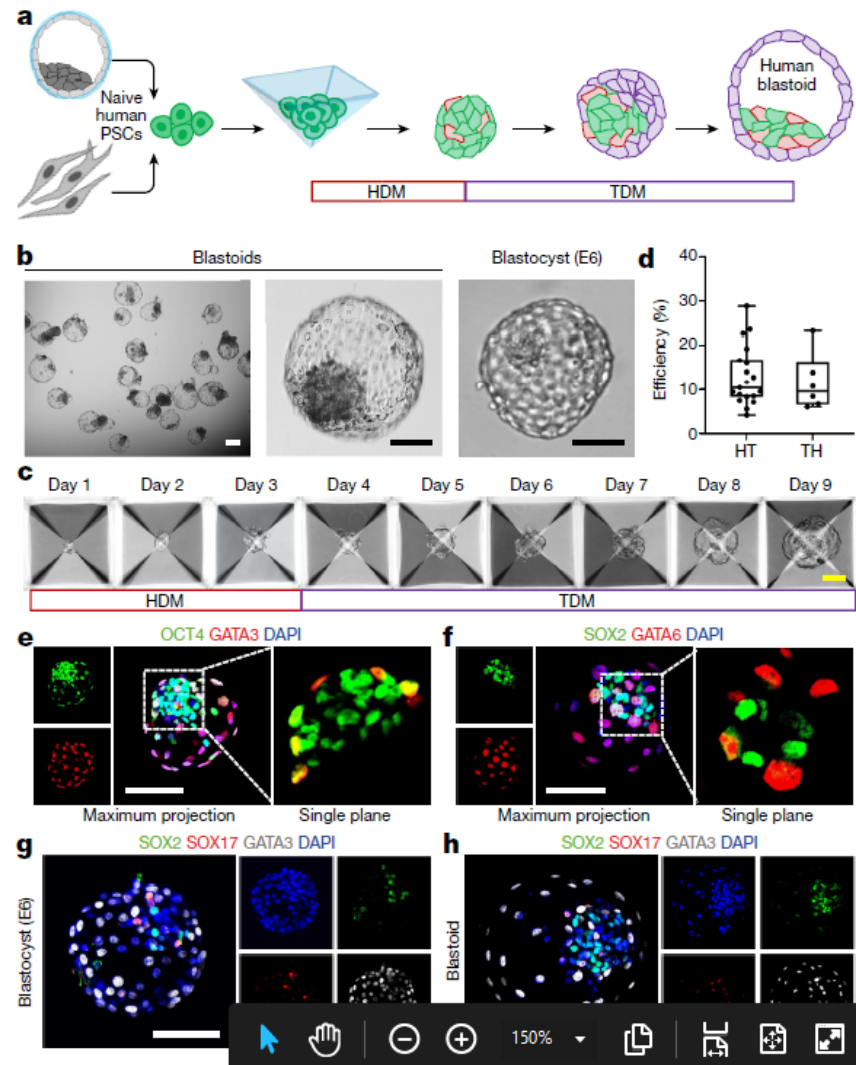 a
Naive
human
PSCs
Human
blastoid
HDM
TDM
b
Blastoids
Blastocyst (E6)
d
Efficiency (%)
40
30
20
10
0
HT
TH
c
Day 1
Day 2
Day 3
Day 4
Day 5
Day 6
Day 7
Day 8
Day 9
HDM
TDM
e
OCT4 GATA3 DAPI
Maximum projection
Single plane
f
SOX2 GATA6 DAPI
Maximum projection
Single plane
g
SOX2 SOX17 GATA3 DAPI
Blastocyst (E6)
h
SOX2 SOX17 GATA3 DAPI
Blastoid
150%